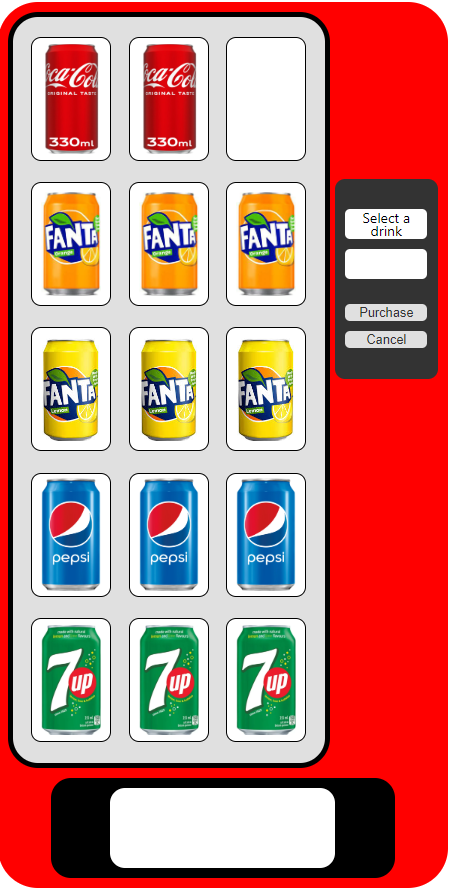 Coca-Cola
ORIGINAL TASTE
330ml
Coca-Cola
ORIGINAL TASTE
330ml
FANTA
Orange
FANTA
Orange
FANTA
Orange
Select a
drink
Purchase
Cancel
FANTA
Lemon
FANTA
Lemon
FANTA
Lemon
pepsi
pepsi
pepsi
7up
7up
7up